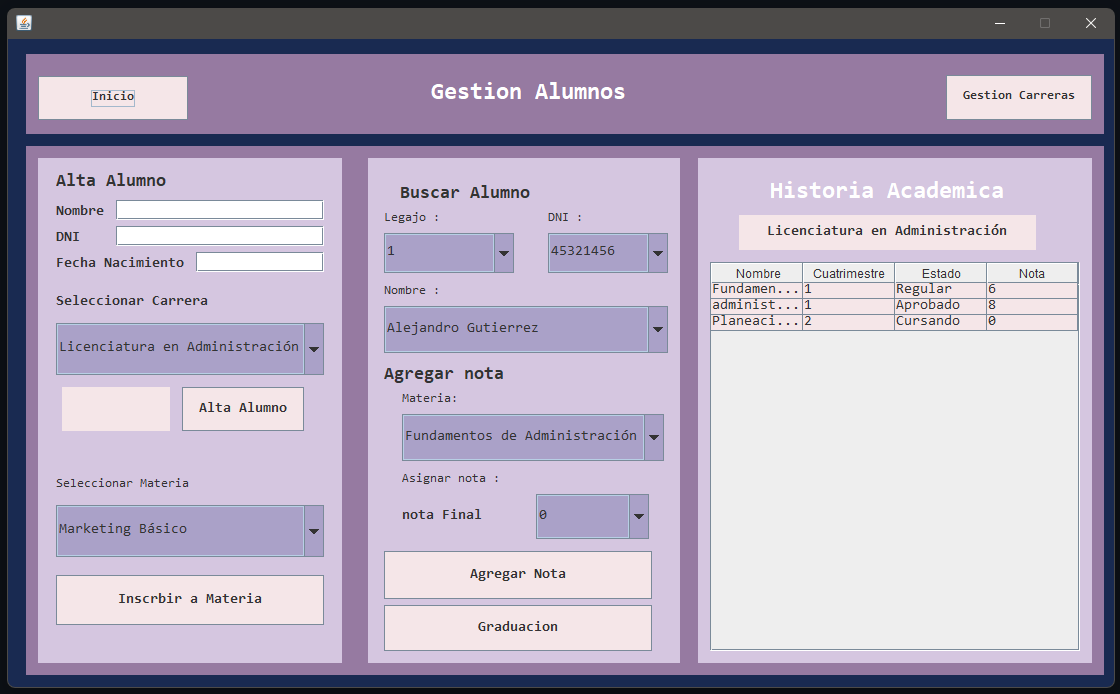 Inicio
Gestion Alumnos
Gestion Carreras
Alta Alumno
Nombre
DNI
Fecha Nacimiento
Seleccionar Carrera
Licenciatura en Administración
Alta Alumno
Seleccionar Materia
Marketing Básico
Inscrbir a Materia
Buscar Alumno
Legajo : DNI :
1 45321456
Nombre :
Alejandro Gutierrez
Agregar nota
Materia:
Fundamentos de Administración
Asignar nota :
nota Final 0
Agregar Nota
Graduacion
Historia Academica
Licenciatura en Administración
Nombre Cuatrimestre Estado Nota
Fundamen... 1 Regular 6
administ... 1 Aprobado 8
Planeaci... 2 Cursando 0